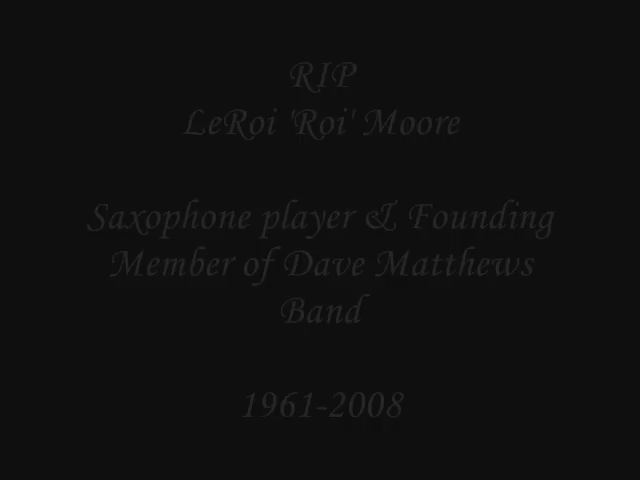 RIP
LeRoi 'Roi' Moore
Saxophone player & Founding
Member of Dave Matthews
Band
1961-2008